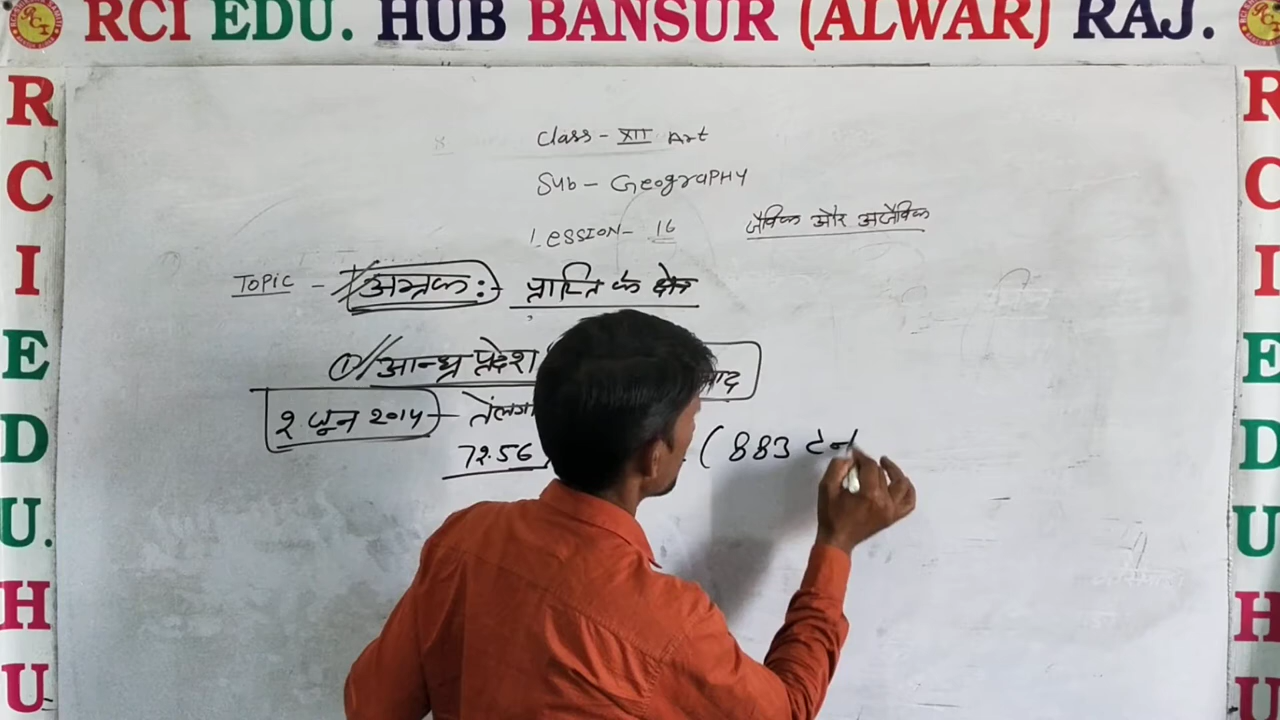 RCI EDU. HUB BANSUR (ALWAR) RAJ.
R
C
I
E
D
U.
H
U
Class - XII Art
Sub - Geography
Lession - 16 जैविक और अजैविक
Topic - अभ्रक :- प्राप्ति के क्षेत्र
① आन्ध्र प्रदेश
2 जून 2014 -
72.56 ( 883 टन
R
C
I
E
D
U
H
U